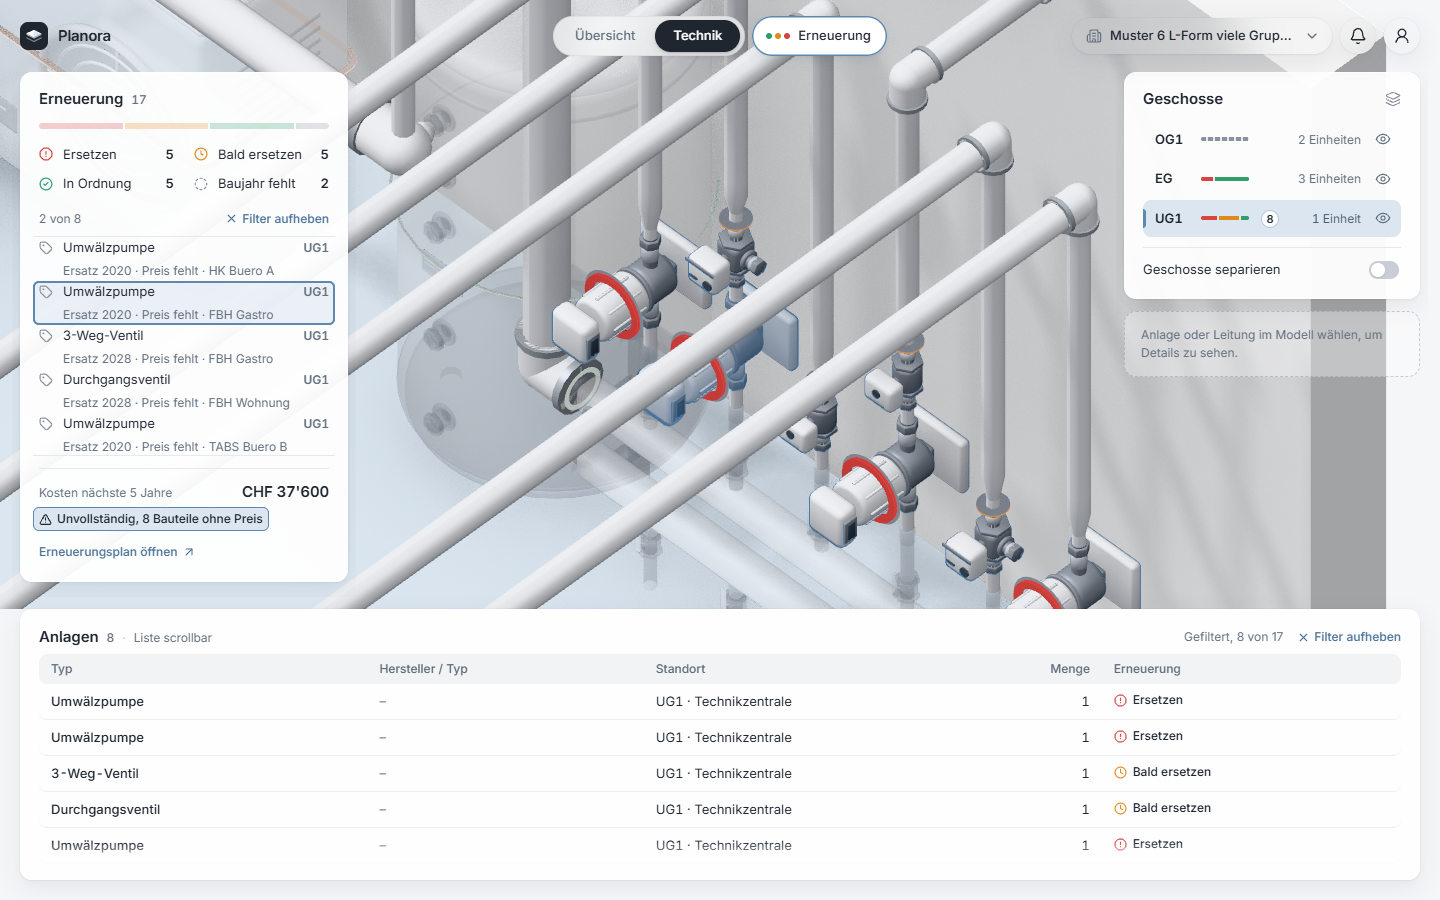 Planora
Übersicht
Technik
Erneuerung
Muster 6 L-Form viele Grup...
Erneuerung 17
Ersetzen 5
Bald ersetzen 5
In Ordnung 5
Baujahr fehlt 2
2 von 8
Filter aufheben
Umwälzpumpe UG1
Ersatz 2020 · Preis fehlt · HK Buero A
Umwälzpumpe UG1
Ersatz 2020 · Preis fehlt · FBH Gastro
3-Weg-Ventil UG1
Ersatz 2028 · Preis fehlt · FBH Gastro
Durchgangsventil UG1
Ersatz 2028 · Preis fehlt · FBH Wohnung
Umwälzpumpe UG1
Ersatz 2020 · Preis fehlt · TABS Buero B
Kosten nächste 5 Jahre CHF 37'600
Unvollständig, 8 Bauteile ohne Preis
Erneuerungsplan öffnen
Geschosse
OG1 2 Einheiten
EG 3 Einheiten
UG1 8 1 Einheit
Geschosse separieren
Anlage oder Leitung im Modell wählen, um
Details zu sehen.
Anlagen 8 · Liste scrollbar
Gefiltert, 8 von 17
Filter aufheben
Typ Hersteller / Typ Standort Menge Erneuerung
Umwälzpumpe – UG1 · Technikzentrale 1 Ersetzen
Umwälzpumpe – UG1 · Technikzentrale 1 Ersetzen
3-Weg-Ventil – UG1 · Technikzentrale 1 Bald ersetzen
Durchgangsventil – UG1 · Technikzentrale 1 Bald ersetzen
Umwälzpumpe – UG1 · Technikzentrale 1 Ersetzen